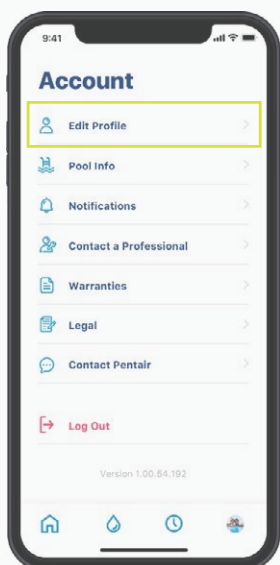 9:41
Account
Edit Profile
Pool Info
Notifications
Contact a Professional
Warranties
Legal
Contact Pentair
Log Out
Version 1.00.54.192